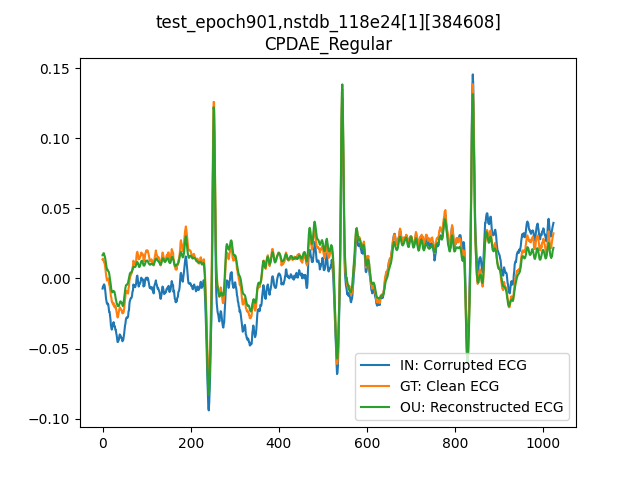 test_epoch901,nstdb_118e24[1][384608]
CPDAE_Regular
0.15
0.10
0.05
0.00
−0.05
−0.10
IN: Corrupted ECG
GT: Clean ECG
OU: Reconstructed ECG
0 200 400 600 800 1000